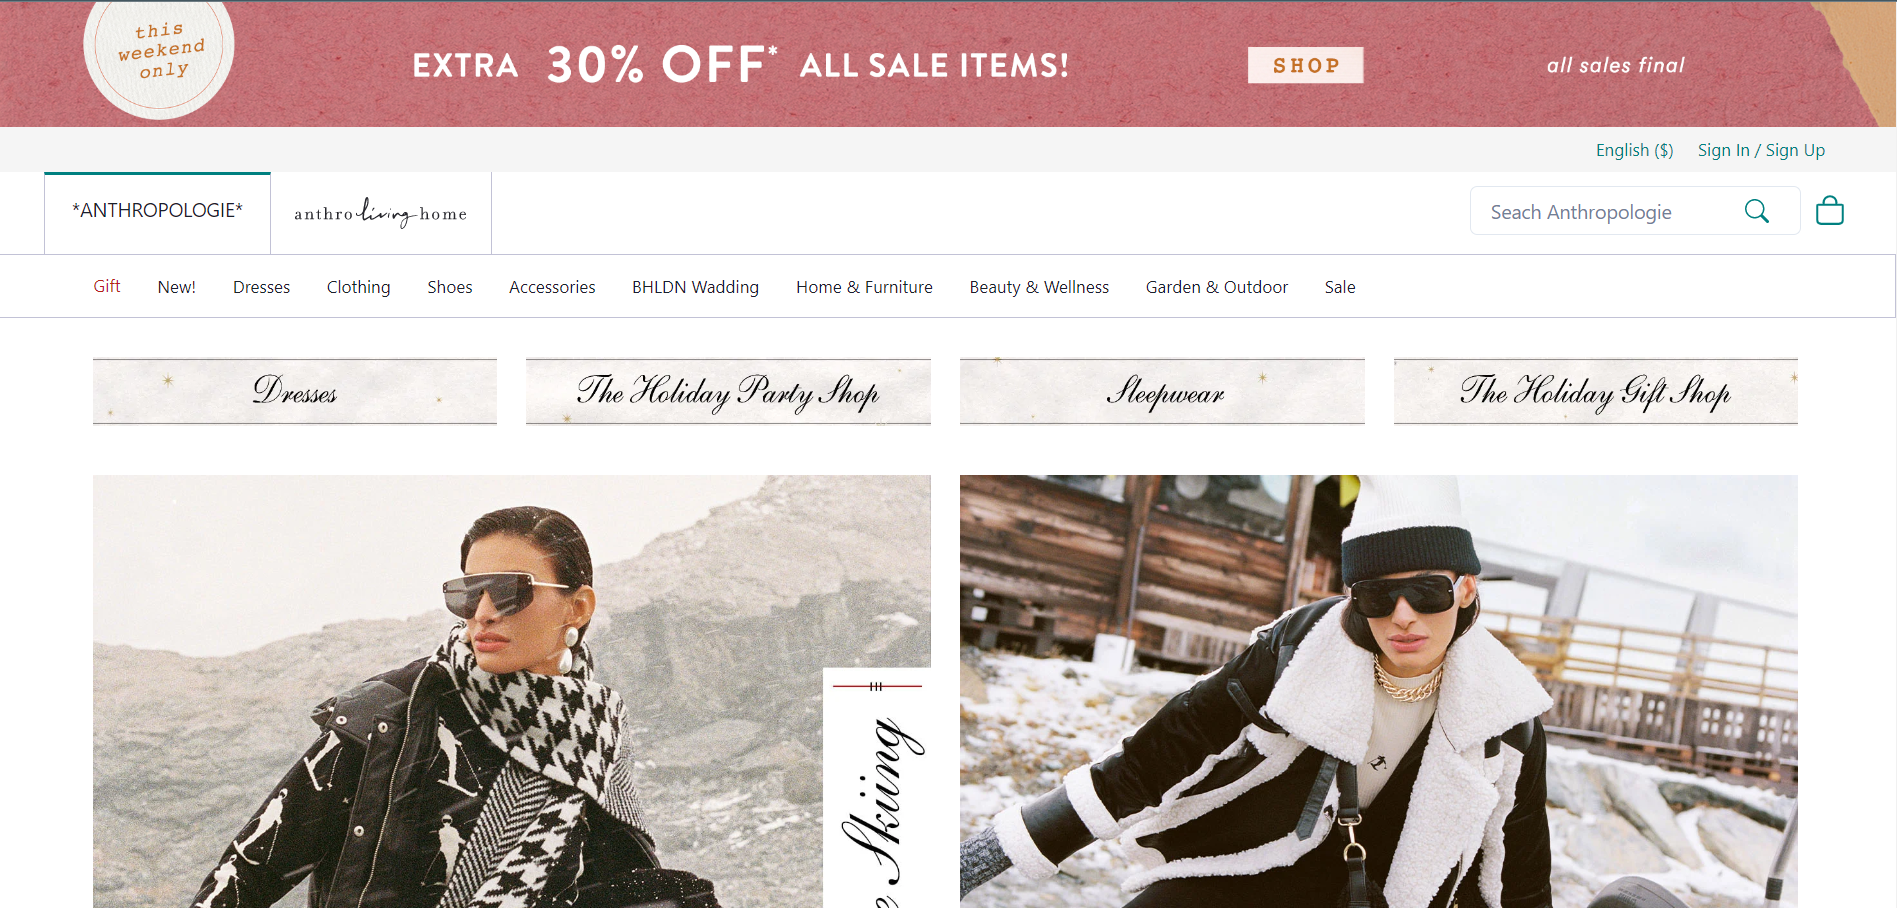 this
weekend
only
EXTRA 30% OFF* ALL SALE ITEMS!
SHOP
all sales final
English ($) Sign In / Sign Up
*ANTHROPOLOGIE*
anthro living home
Seach Anthropologie
Gift New! Dresses Clothing Shoes Accessories BHLDN Wadding Home & Furniture Beauty & Wellness Garden & Outdoor Sale
Dresses
The Holiday Party Shop
Sleepwear
The Holiday Gift Shop
Skiing